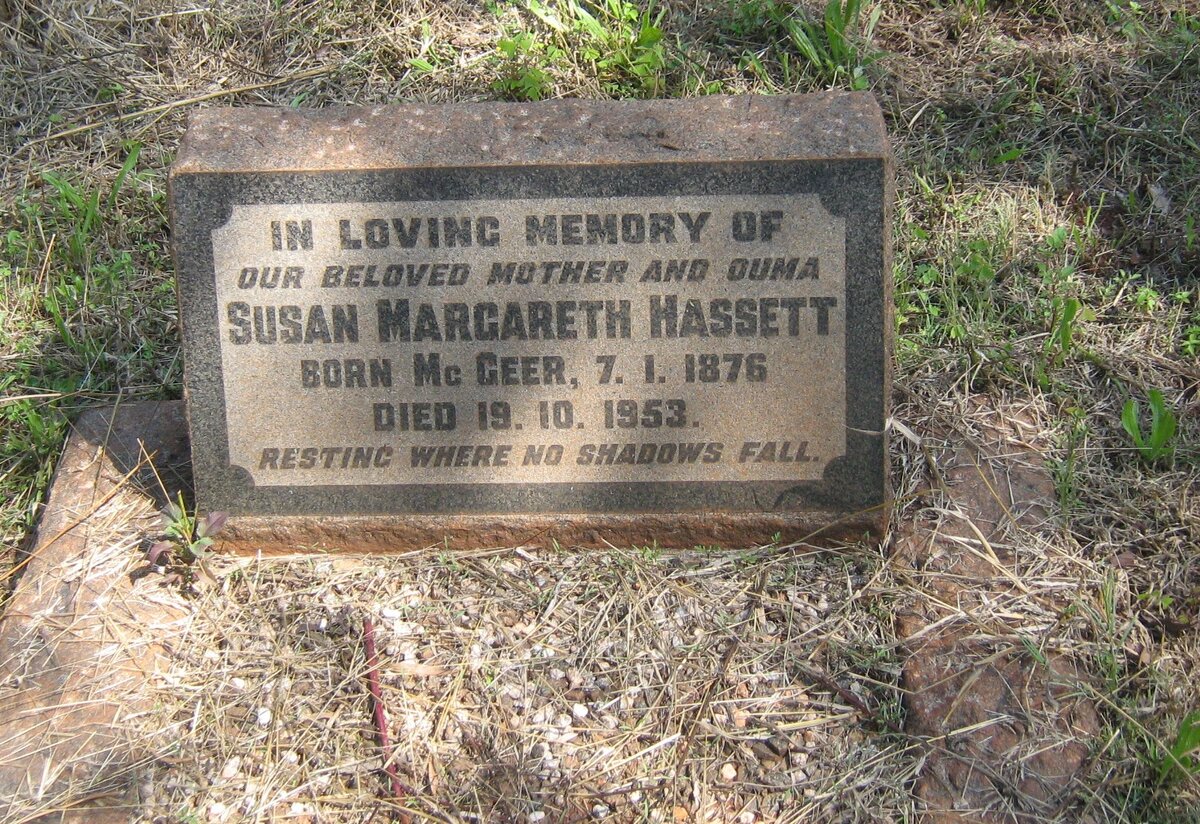 IN LOVING MEMORY OF
OUR BELOVED MOTHER AND OUMA
SUSAN MARGARETH HASSETT
BORN Mc GEER, 7. 1. 1876
DIED 19. 10. 1953.
RESTING WHERE NO SHADOWS FALL.